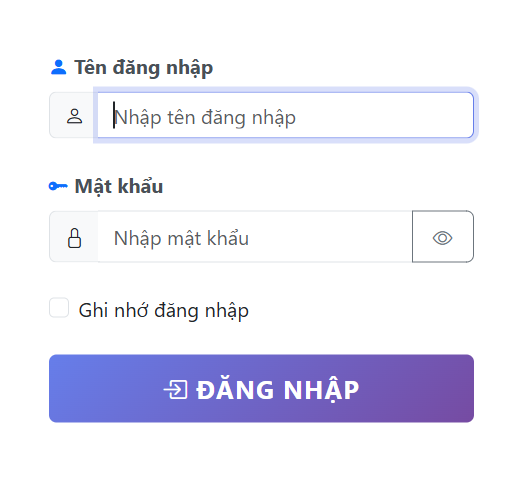 Tên đăng nhập
Nhập tên đăng nhập
Mật khẩu
Nhập mật khẩu
Ghi nhớ đăng nhập
ĐĂNG NHẬP